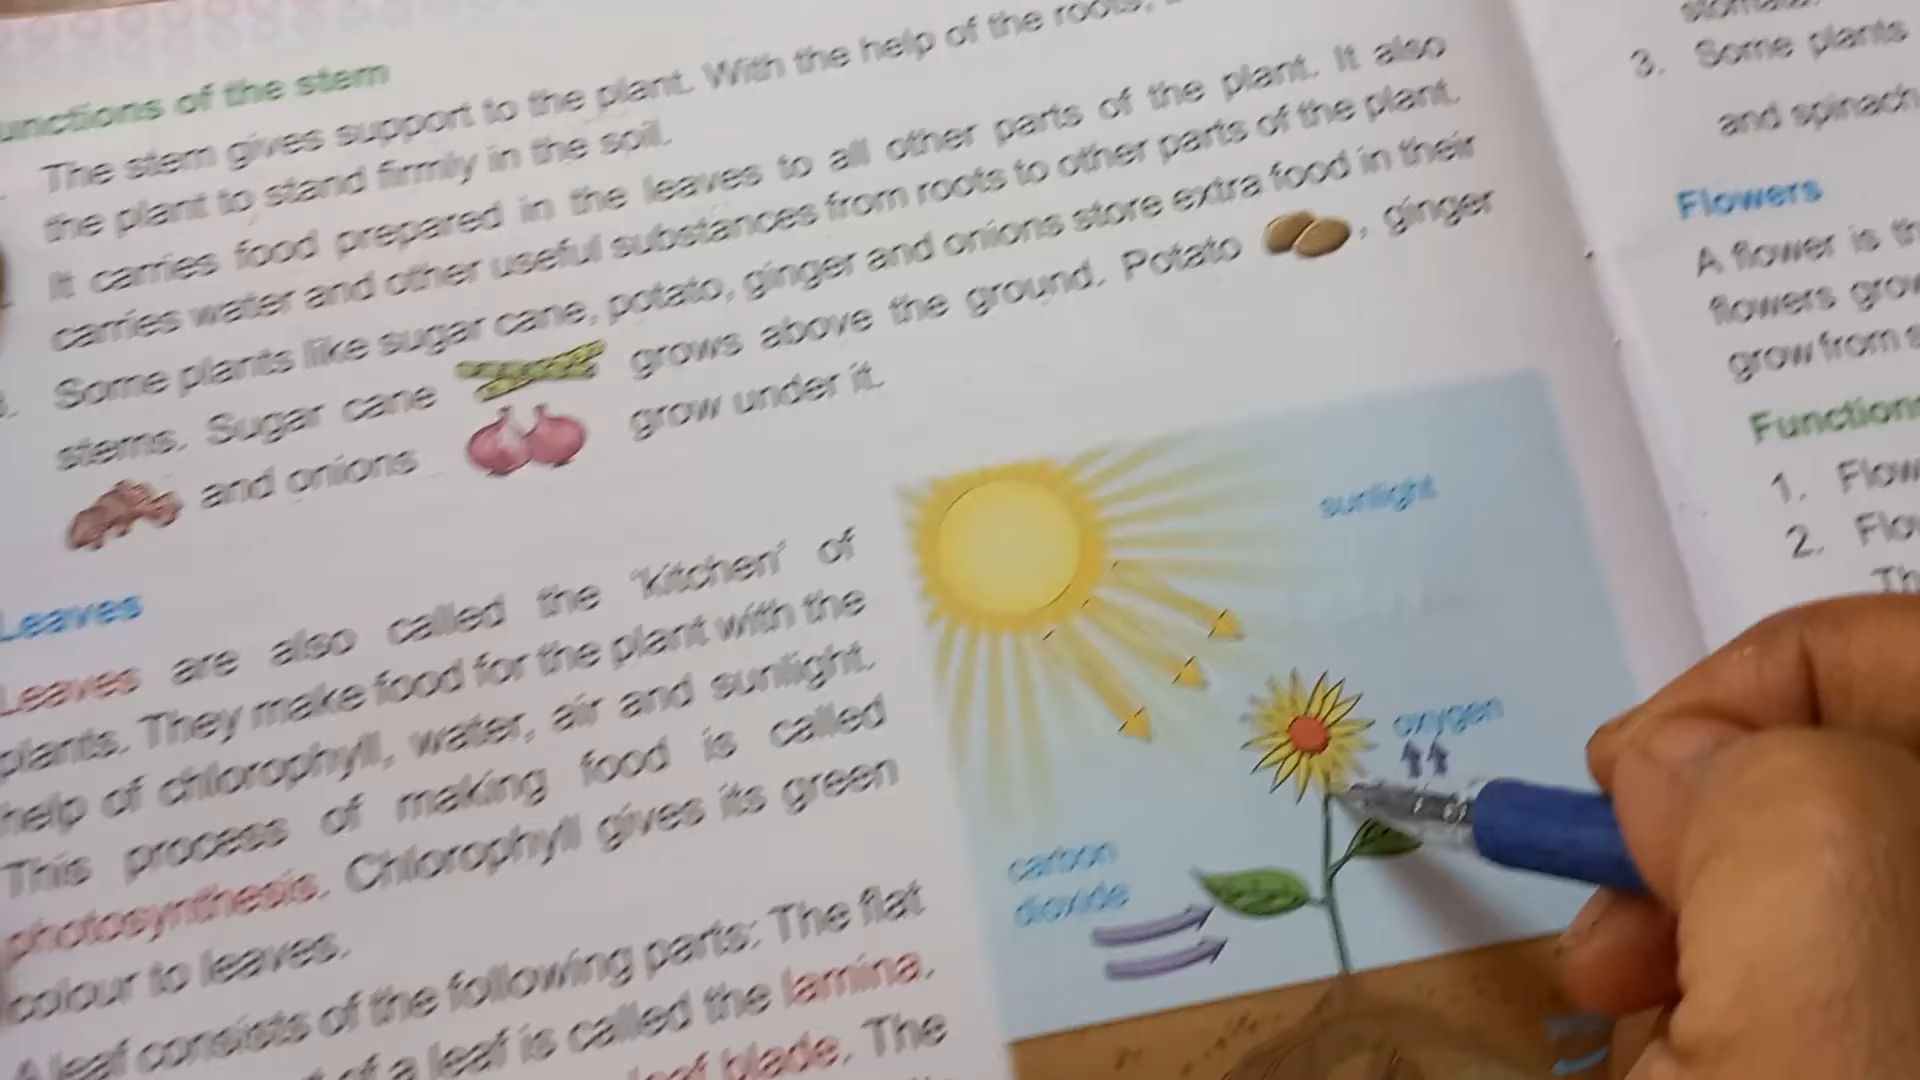 unctions of the stem
The stem gives support to the plant. With the help of the roots,
the plant to stand firmly in the soil.
It carries food prepared in the leaves to all other parts of the plant. It also
carries water and other useful substances from roots to other parts of the plant.
3. Some plants like sugar cane, potato, ginger and onions store extra food in their
stems. Sugar cane grows above the ground. Potato , ginger
and onions grow under it.
Leaves
Leaves are also called the 'kitchen' of
plants. They make food for the plant with the
help of chlorophyll, water, air and sunlight.
This process of making food is called
photosynthesis. Chlorophyll gives its green
colour to leaves.
A leaf consists of the following parts: The flat
of a leaf is called the lamina.
leaf blade. The
sunlight
oxygen
carbon
dioxide
stomata.
3. Some plants
and spinach
Flowers
A flower is th
flowers grow
grow from s
Functions
1. Flow
2. Flo
Th